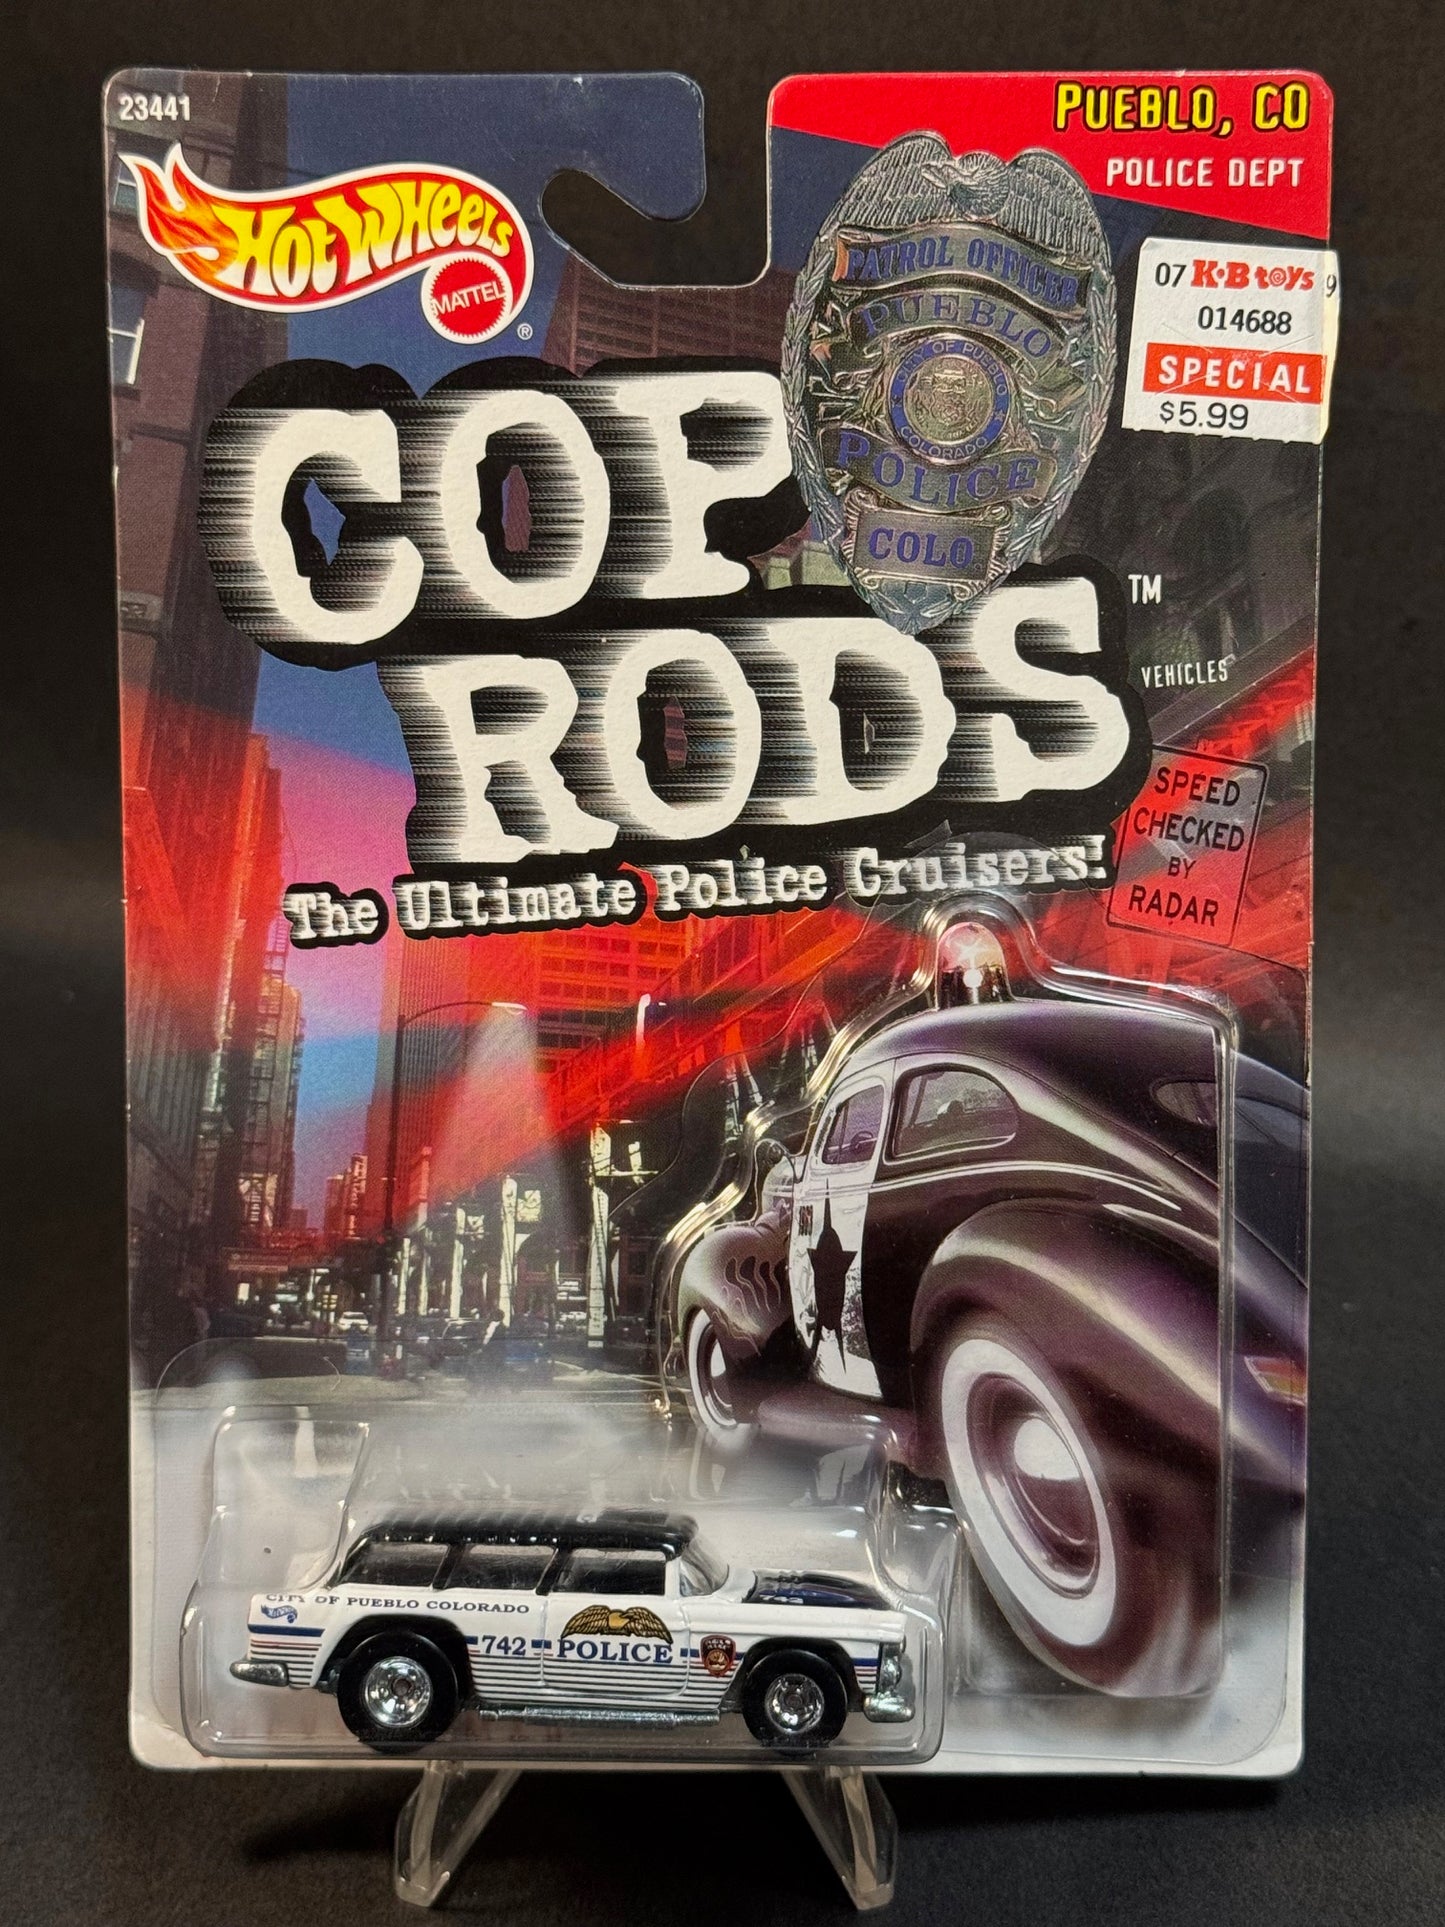 23441
PUEBLO, CO
POLICE DEPT
HOT WHEELS
MATTEL
®
07 K·B toys 9
014688
SPECIAL
$5.99
PATROL OFFICER
PUEBLO
CITY OF PUEBLO
COLORADO
POLICE
COLO.
COP
RODS
TM
VEHICLES
The Ultimate Police Cruisers!
SPEED
CHECKED
BY
RADAR
CITY OF PUEBLO COLORADO
742
742 POLICE